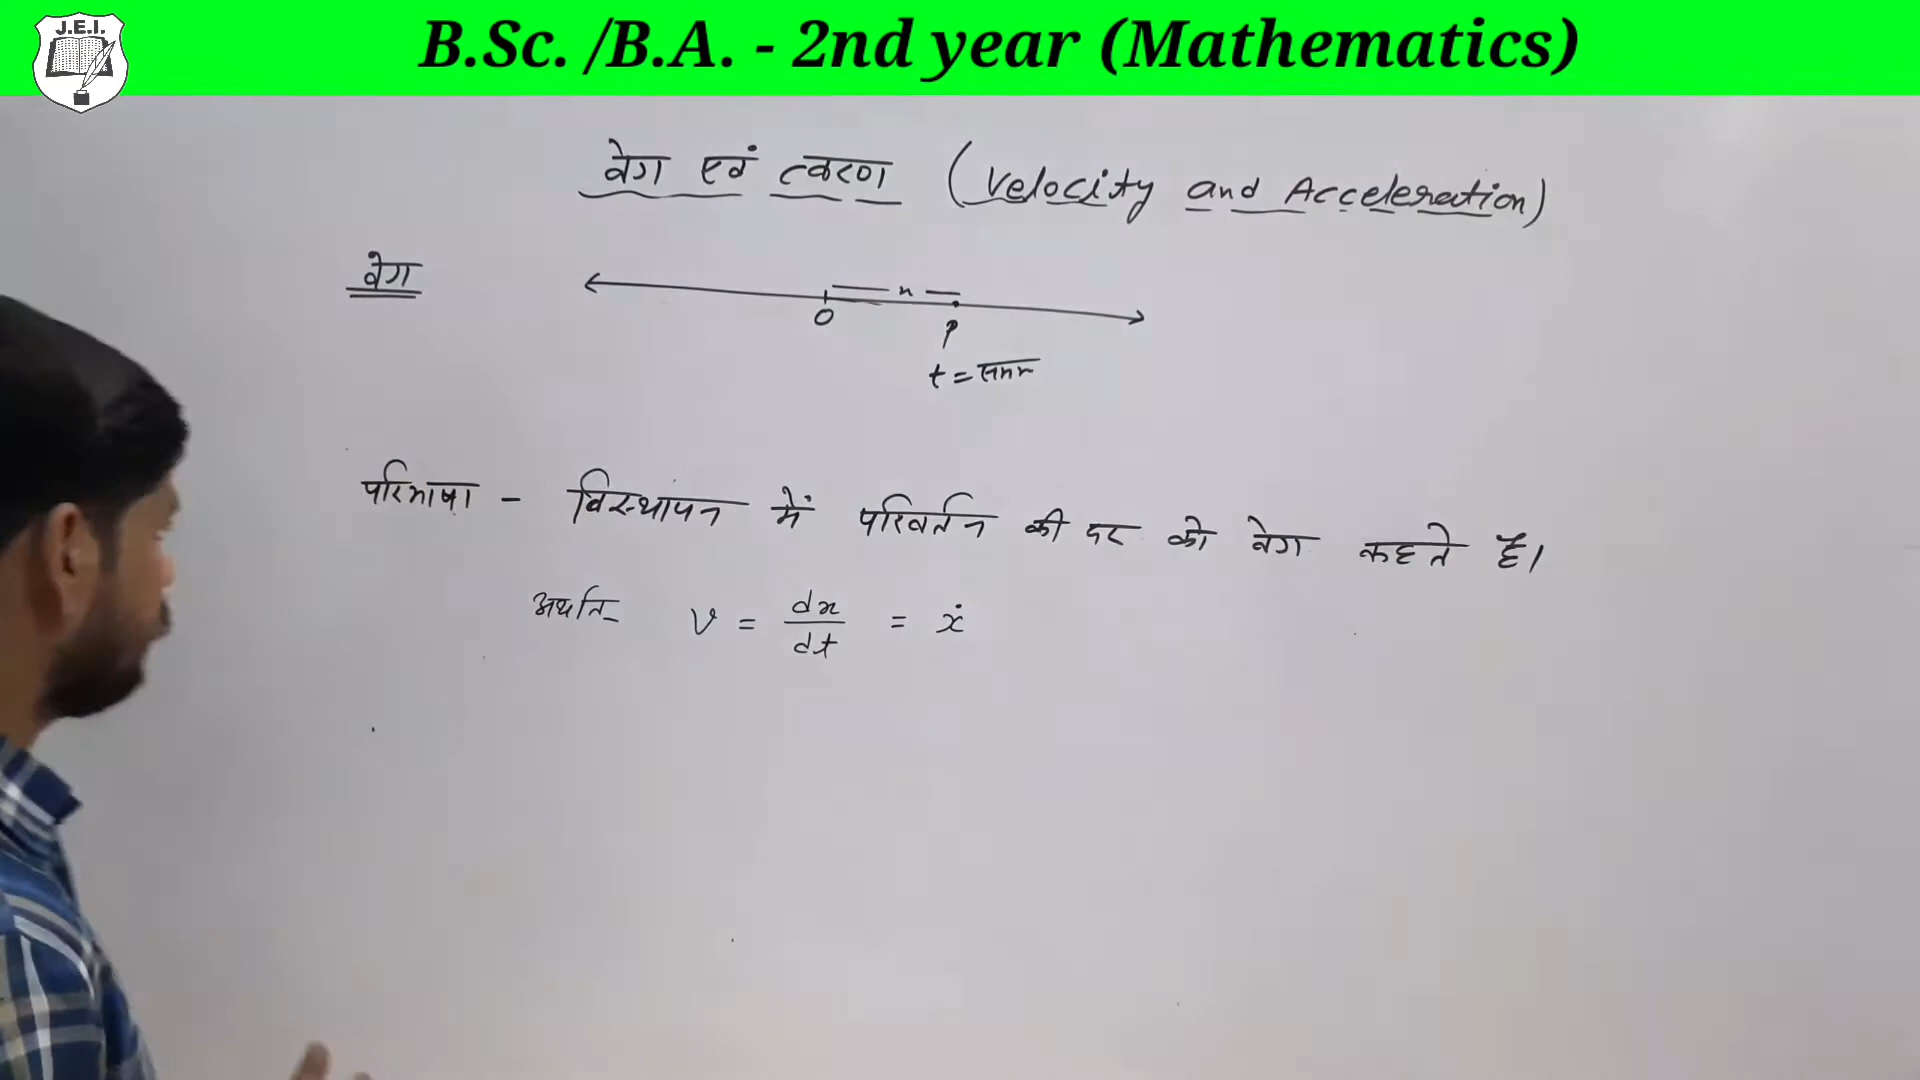 J.E.I.
B.Sc. /B.A. - 2nd year (Mathematics)
वेग एवं त्वरण (Velocity and Acceleration)
वेग
x
O P
t = समय
परिभाषा - विस्थापन में परिवर्तन की दर को वेग कहते हैं।
अर्थात- v = dx/dt = ẋ